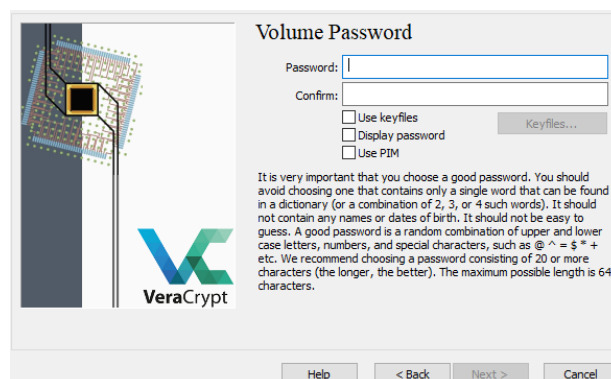 Volume Password
Password:
Confirm:
Use keyfiles
Keyfiles...
Display password
Use PIM
It is very important that you choose a good password. You should
avoid choosing one that contains only a single word that can be found
in a dictionary (or a combination of 2, 3, or 4 such words). It should
not contain any names or dates of birth. It should not be easy to
guess. A good password is a random combination of upper and lower
case letters, numbers, and special characters, such as @ ^ = $ * +
etc. We recommend choosing a password consisting of 20 or more
characters (the longer, the better). The maximum possible length is 64
characters.
VeraCrypt
Help
< Back
Next >
Cancel